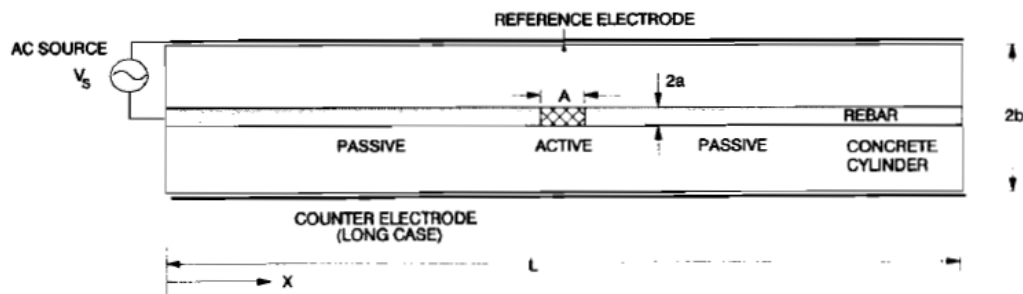 REFERENCE ELECTRODE
AC SOURCE
V_S
A
2a
REBAR
2b
PASSIVE
ACTIVE
PASSIVE
CONCRETE
CYLINDER
COUNTER ELECTRODE
(LONG CASE)
L
X